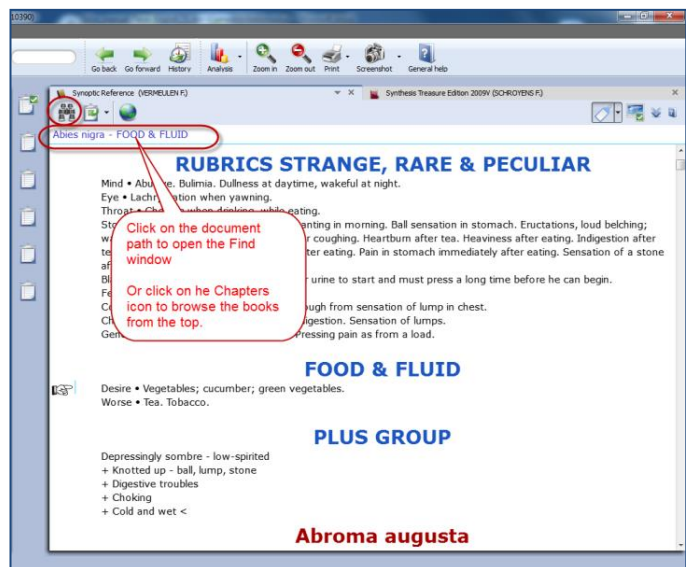 10390)
Go back Go forward History Analysis Zoom in Zoom out Print Screenshot General help
Synoptic Reference (VERMEULEN F.) Synthesis Treasure Edition 2009V (SCHROYENS F.)
Abies nigra - FOOD & FLUID
RUBRICS STRANGE, RARE & PECULIAR
Mind • Abu ve. Bulimia. Dullness at daytime, wakeful at night.
Eye • Lachr ation when yawning.
Throat • Ch when drinking, while eating.
Sto anting in morning. Ball sensation in stomach. Eructations, loud belching;
wa r coughing. Heartburn after tea. Heaviness after eating. Indigestion after
te ter eating. Pain in stomach immediately after eating. Sensation of a stone
af
Bl r urine to start and must press a long time before he can begin.
Fe
Co ough from sensation of lump in chest.
Ch igestion. Sensation of lumps.
Gen Pressing pain as from a load.
Click on the document
path to open the Find
window
Or click on he Chapters
icon to browse the books
from the top.
FOOD & FLUID
Desire • Vegetables; cucumber; green vegetables.
Worse • Tea. Tobacco.
PLUS GROUP
Depressingly sombre - low-spirited
+ Knotted up - ball, lump, stone
+ Digestive troubles
+ Choking
+ Cold and wet <
Abroma augusta